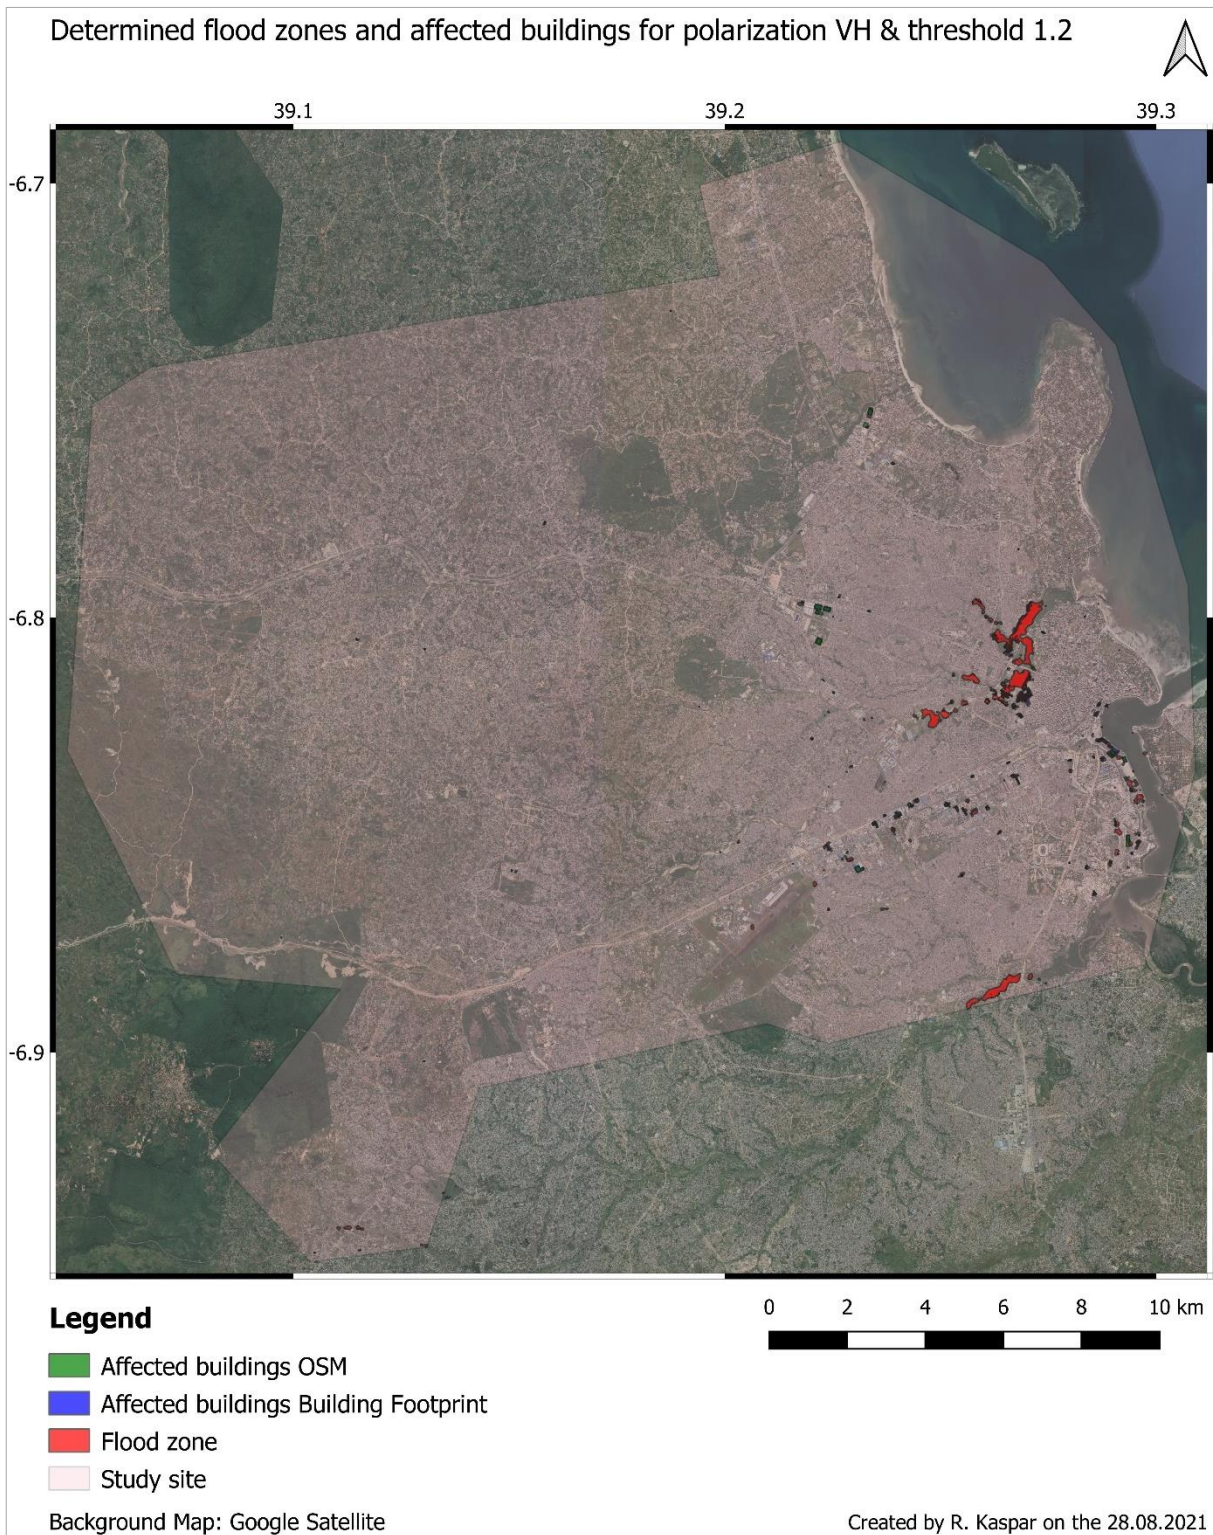 Determined flood zones and affected buildings for polarization VH & threshold 1.2
39.1 39.2 39.3
-6.7
-6.8
-6.9
0 2 4 6 8 10 km
Legend
Affected buildings OSM
Affected buildings Building Footprint
Flood zone
Study site
Background Map: Google Satellite
Created by R. Kaspar on the 28.08.2021